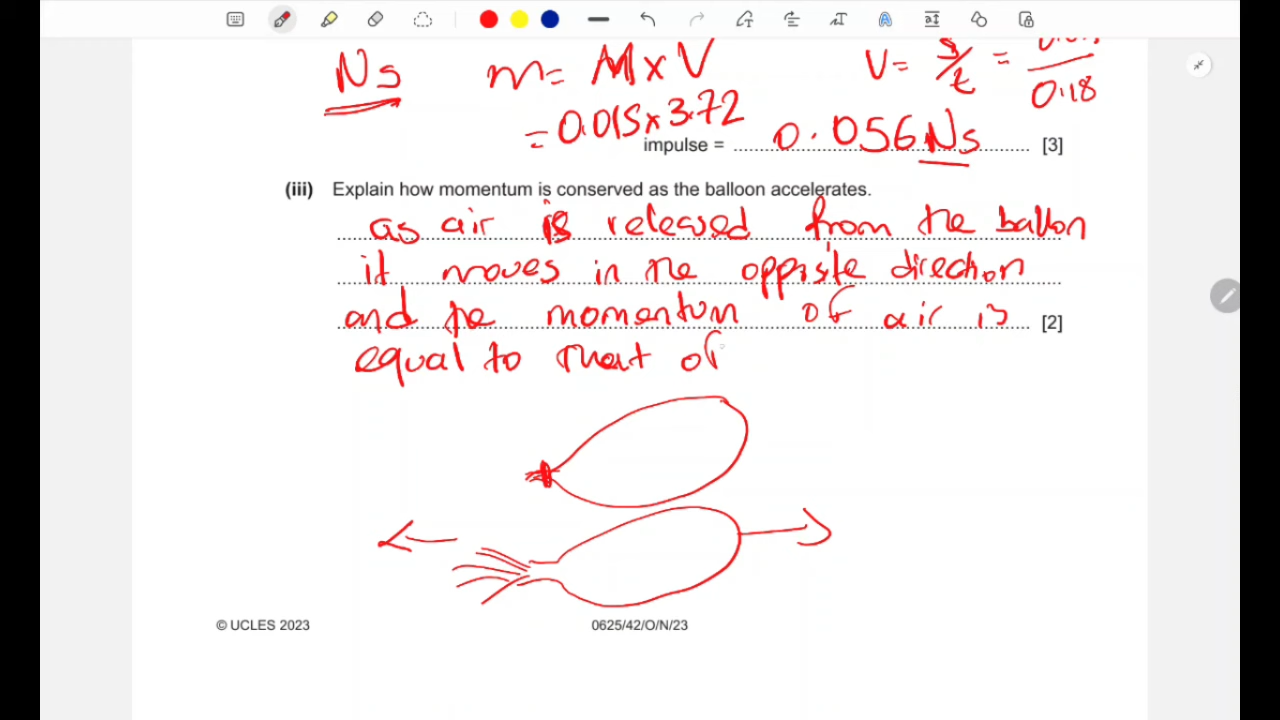 Ns m= M x V V= s/t =
0.18
= 0.015 x 3.72
impulse = 0.056 Ns [3]
(iii) Explain how momentum is conserved as the balloon accelerates.
as air is released from the ballon
it moves in the opposite direction
and the momentum of air is [2]
equal to that of
© UCLES 2023 0625/42/O/N/23